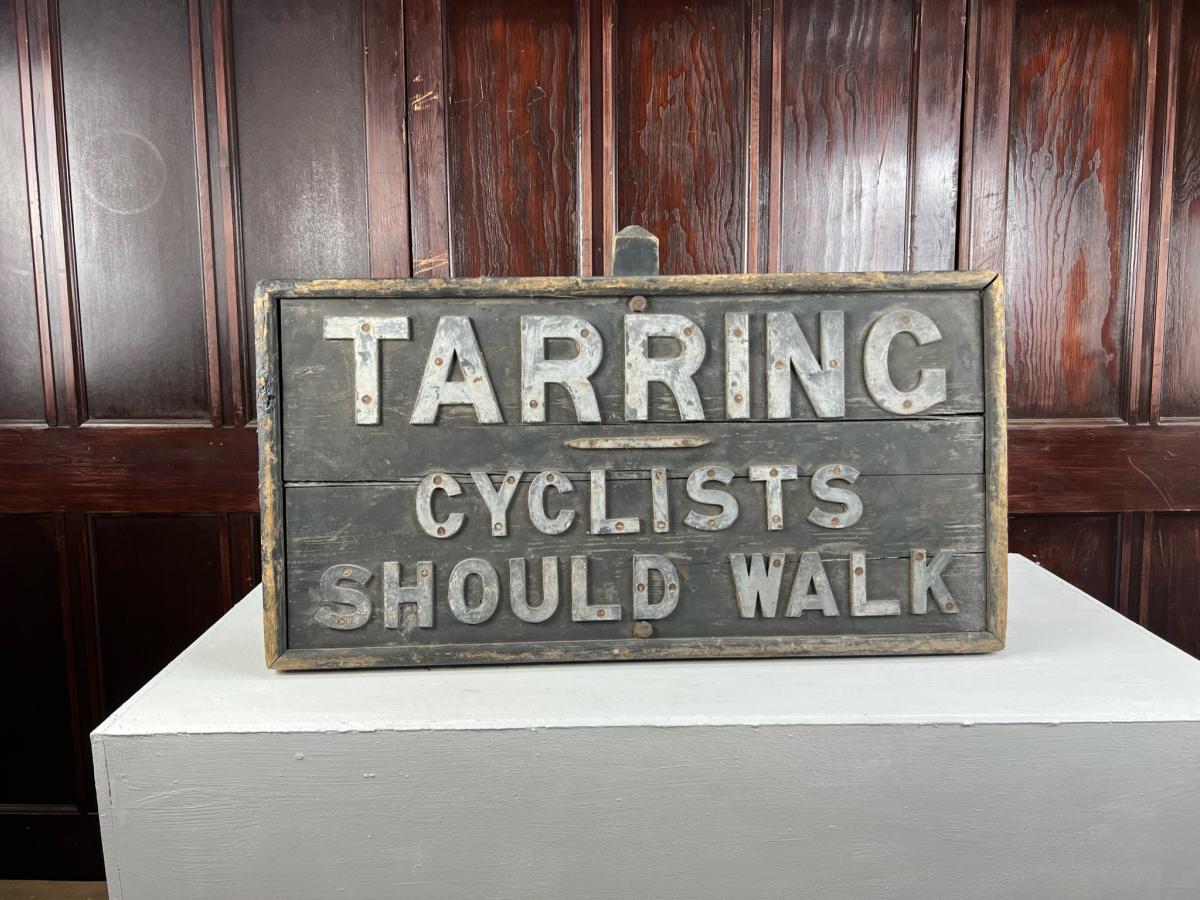 TARRING
CYCLISTS
SHOULD WALK